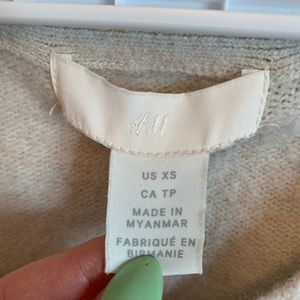 H&M
US XS
CA TP
MADE IN
MYANMAR
FABRIQUÉ EN
BIRMANIE